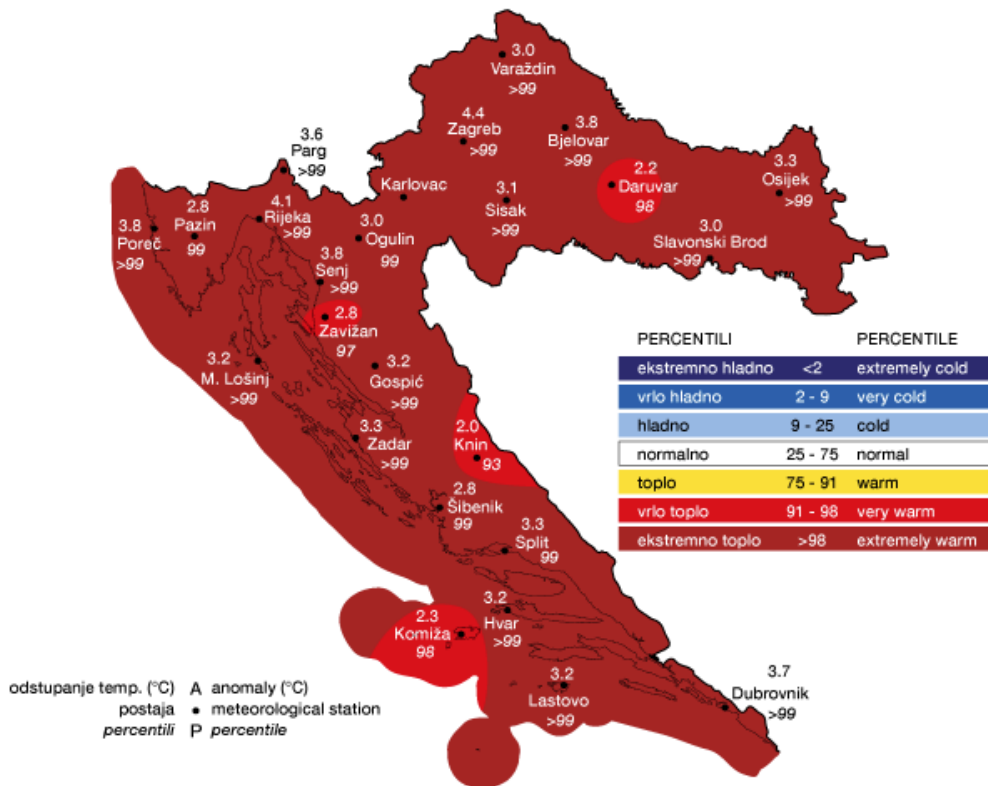 3.0
Varaždin
>99
4.4
Zagreb
>99
3.8
Bjelovar
>99
3.6
Parg
>99
2.2
Daruvar
98
3.3
Osijek
>99
Karlovac
3.1
Sisak
>99
4.1
Rijeka
>99
2.8
Pazin
99
3.8
Poreč
>99
3.0
Ogulin
99
3.0
Slavonski Brod
>99
3.8
Senj
>99
2.8
Zavižan
97
3.2
M. Lošinj
>99
3.2
Gospić
>99
3.3
Zadar
>99
2.0
Knin
93
2.8
Šibenik
99
3.3
Split
99
3.2
Hvar
>99
2.3
Komiža
98
3.2
Lastovo
>99
3.7
Dubrovnik
>99
PERCENTILI PERCENTILE
ekstremno hladno <2 extremely cold
vrlo hladno 2 - 9 very cold
hladno 9 - 25 cold
normalno 25 - 75 normal
toplo 75 - 91 warm
vrlo toplo 91 - 98 very warm
ekstremno toplo >98 extremely warm
odstupanje temp. (°C) A anomaly (°C)
postaja • meteorological station
percentili P percentile